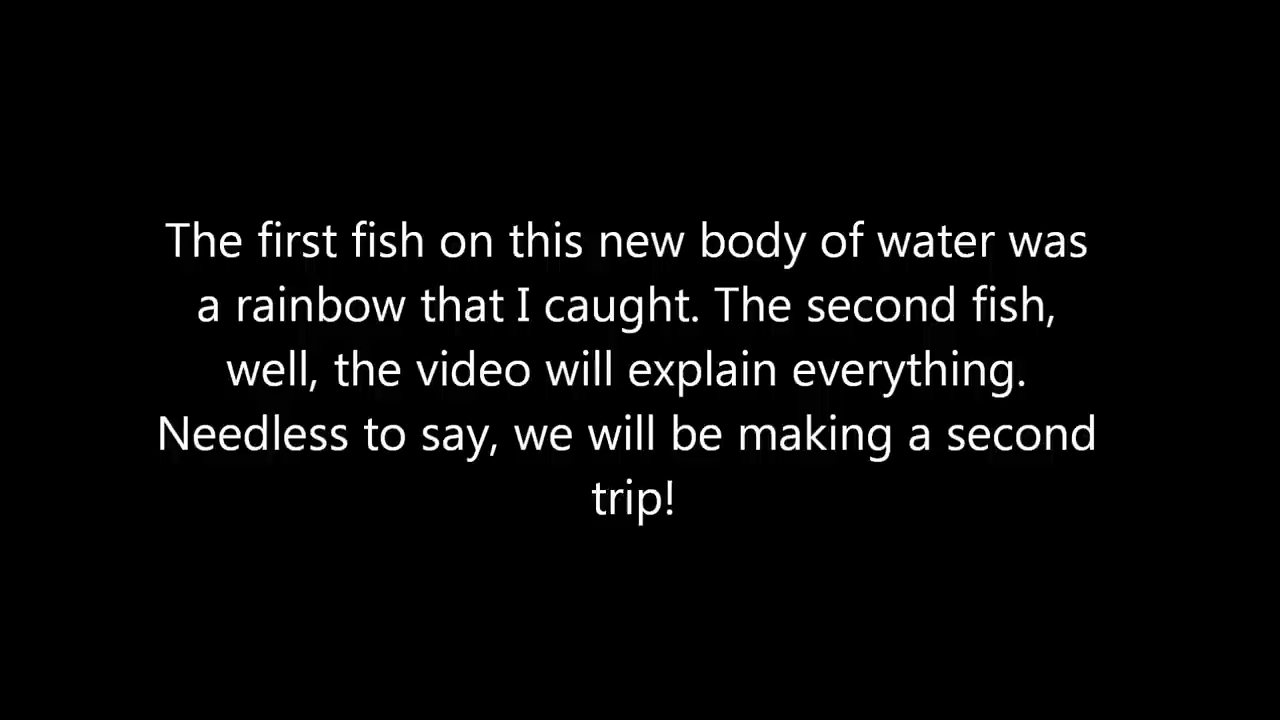 The first fish on this new body of water was
a rainbow that I caught. The second fish,
well, the video will explain everything.
Needless to say, we will be making a second
trip!